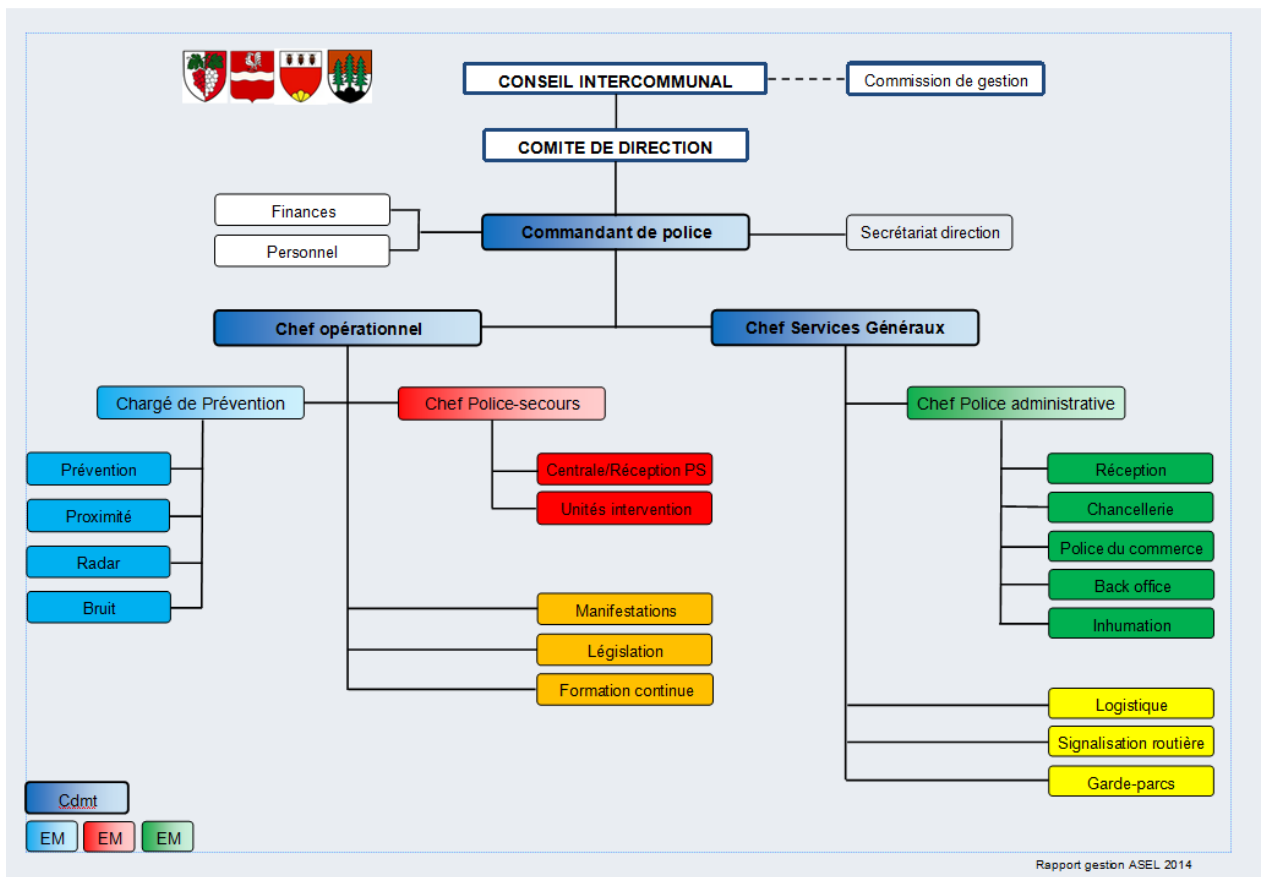 CONSEIL INTERCOMMUNAL
Commission de gestion
COMITE DE DIRECTION
Finances
Personnel
Commandant de police
Secrétariat direction
Chef opérationnel
Chef Services Généraux
Chargé de Prévention
Chef Police-secours
Chef Police administrative
Prévention
Proximité
Radar
Bruit
Centrale/Réception PS
Unités intervention
Manifestations
Législation
Formation continue
Réception
Chancellerie
Police du commerce
Back office
Inhumation
Logistique
Signalisation routière
Garde-parcs
Cdmt
EM
EM
EM
Rapport gestion ASEL 2014